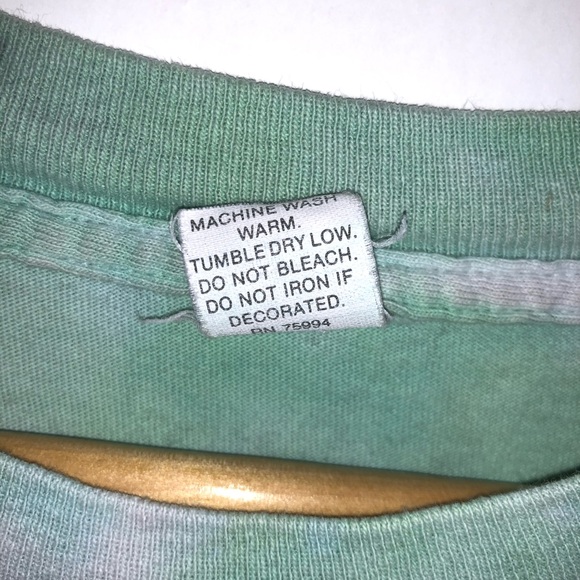 MACHINE WASH
WARM.
TUMBLE DRY LOW.
DO NOT BLEACH.
DO NOT IRON IF
DECORATED.
RN 75994